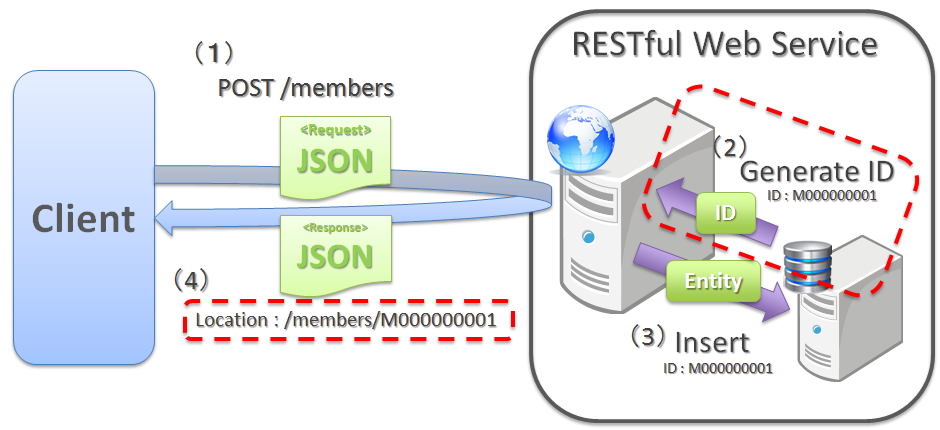 RESTful Web Service
(1)
POST /members
<Request>
JSON
Client
<Response>
JSON
(4)
Location : /members/M000000001
(2)
Generate ID
ID : M000000001
ID
Entity
(3) Insert
ID : M000000001